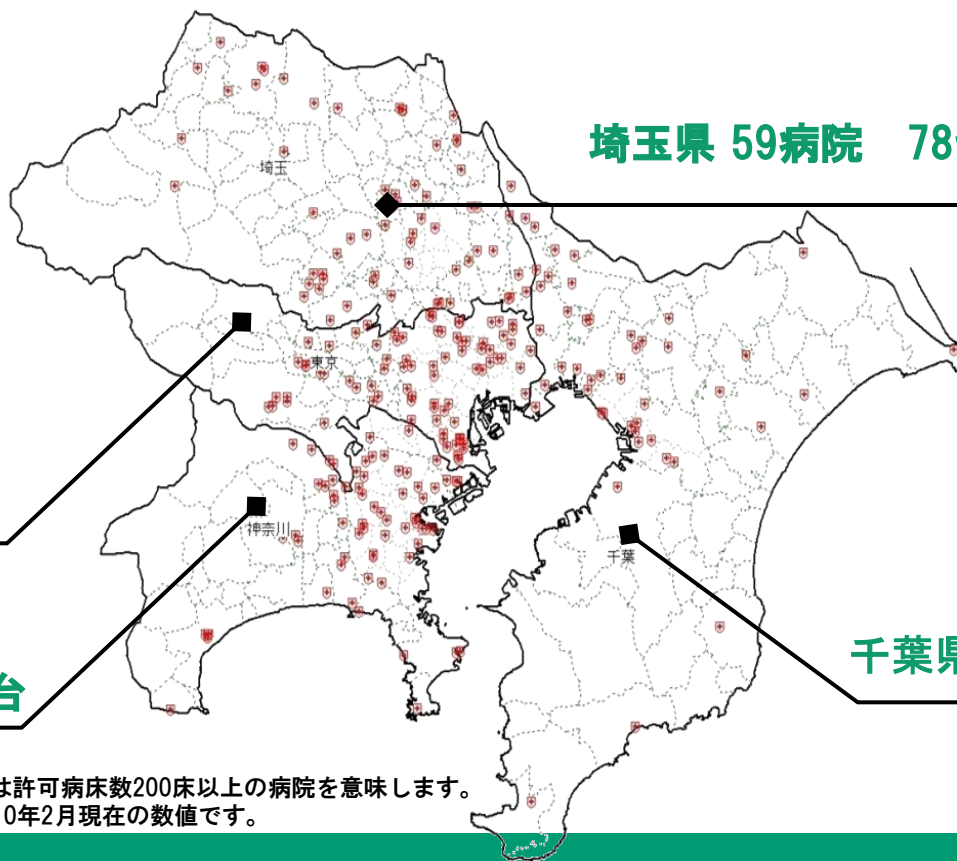 埼玉県 59病院 78
埼玉
東京
神奈川
千葉
千葉県
台
は許可病床数200床以上の病院を意味します。
0年2月現在の数値です。